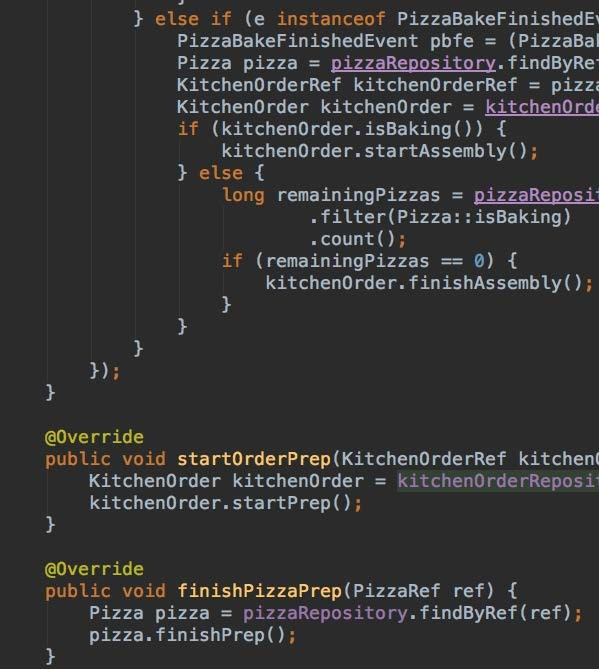 }
} else if (e instanceof PizzaBakeFinishedEv
PizzaBakeFinishedEvent pbfe = (PizzaBak
Pizza pizza = pizzaRepository.findByRef
KitchenOrderRef kitchenOrderRef = pizza
KitchenOrder kitchenOrder = kitchenOrde
if (kitchenOrder.isBaking()) {
kitchenOrder.startAssembly();
} else {
long remainingPizzas = pizzaReposit
.filter(Pizza::isBaking)
.count();
if (remainingPizzas == 0) {
kitchenOrder.finishAssembly();
}
}
}
});
}
@Override
public void startOrderPrep(KitchenOrderRef kitchenO
KitchenOrder kitchenOrder = kitchenOrderReposit
kitchenOrder.startPrep();
}
@Override
public void finishPizzaPrep(PizzaRef ref) {
Pizza pizza = pizzaRepository.findByRef(ref);
pizza.finishPrep();
}